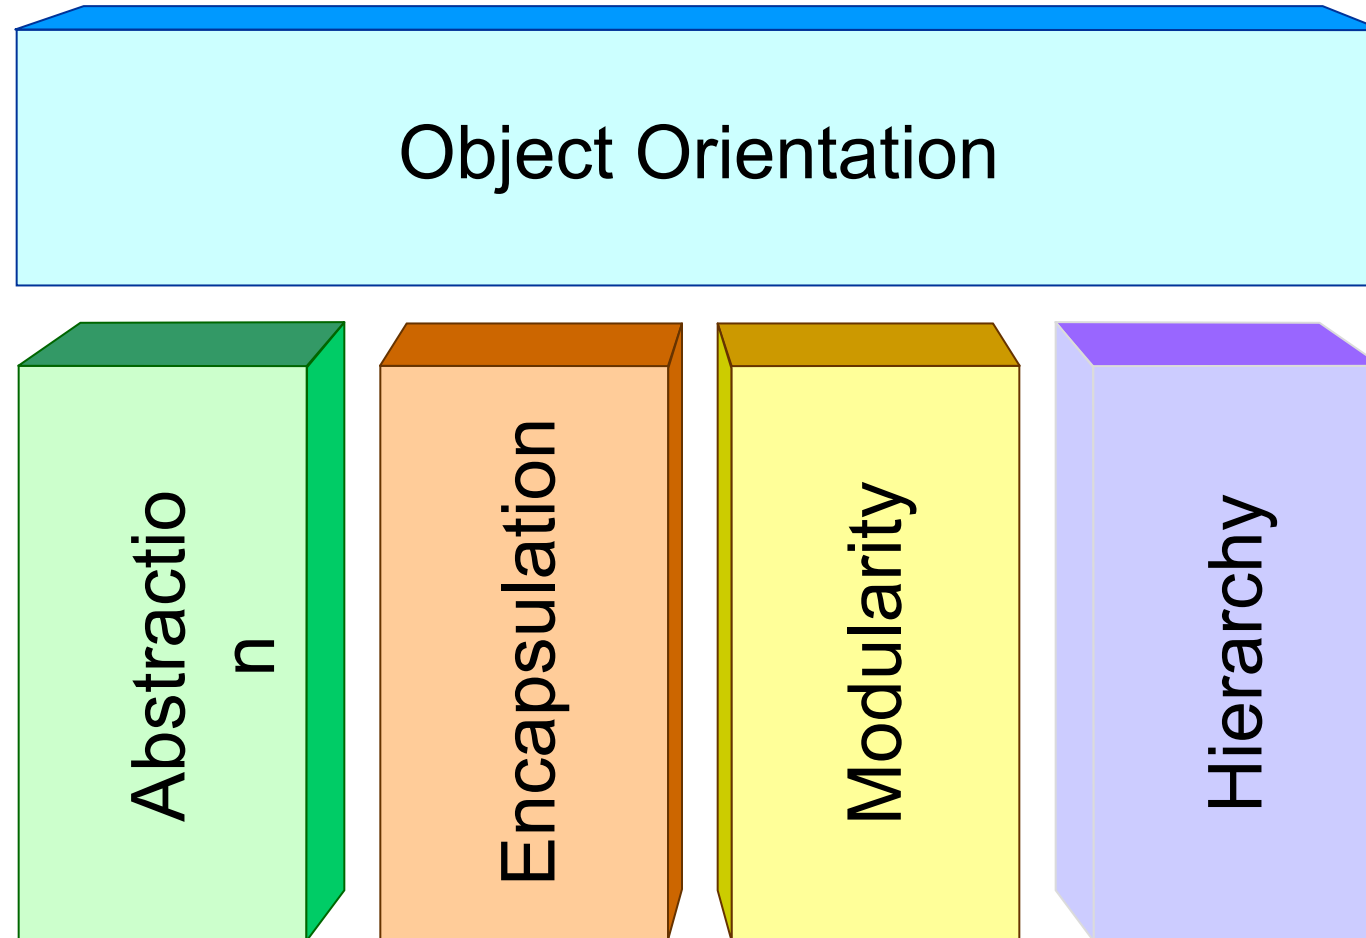 Object Orientation
Abstractio
n
Encapsulation
Modularity
Hierarchy